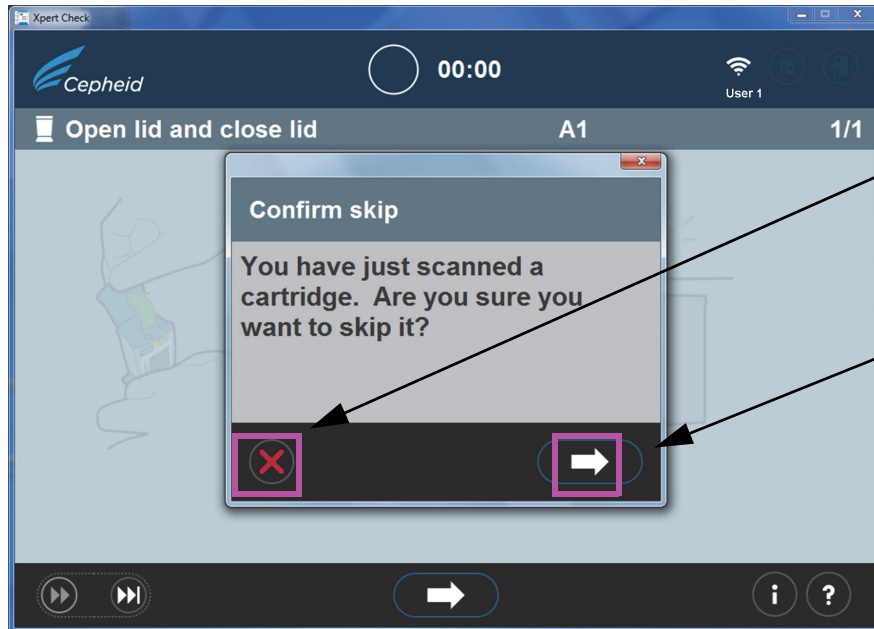 Xpert Check
Cepheid
00:00
User 1
Open lid and close lid A1 1/1
Confirm skip
You have just scanned a
cartridge. Are you sure you
want to skip it?
i ?